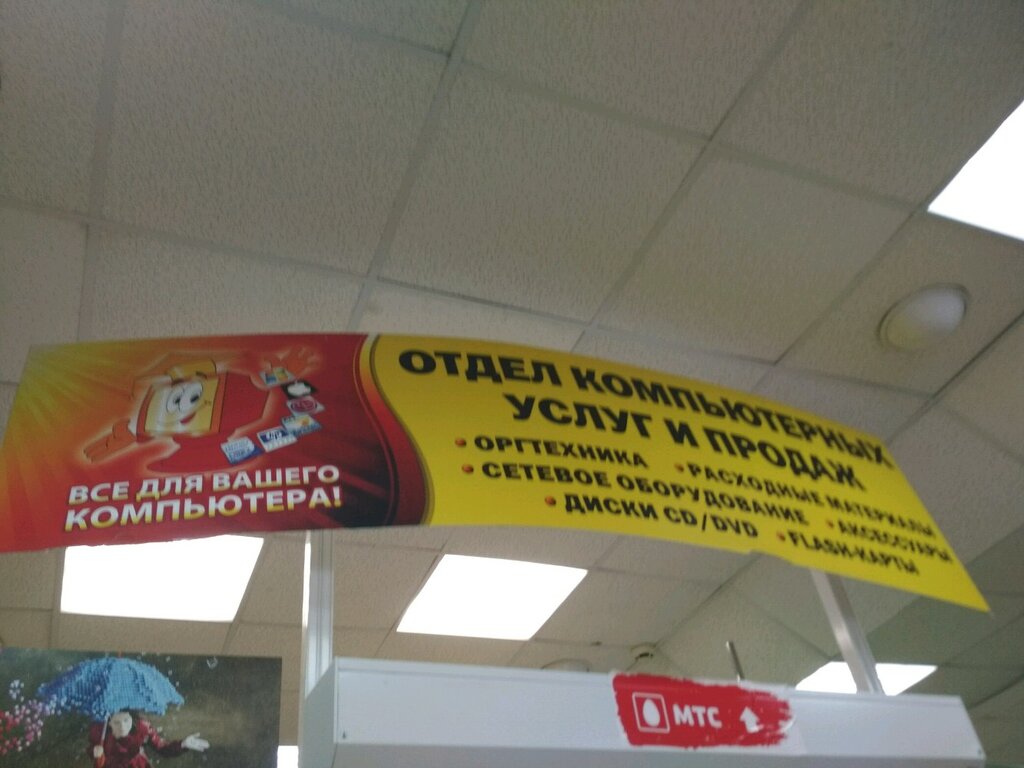 ВСЕ ДЛЯ ВАШЕГО
КОМПЬЮТЕРА!
ОТДЕЛ КОМПЬЮТЕРНЫХ
УСЛУГ И ПРОДАЖ
• ОРГТЕХНИКА • РАСХОДНЫЕ МАТЕРИАЛЫ
• СЕТЕВОЕ ОБОРУДОВАНИЕ • АКСЕССУАРЫ
• ДИСКИ CD/DVD • FLASH-КАРТЫ
МТС